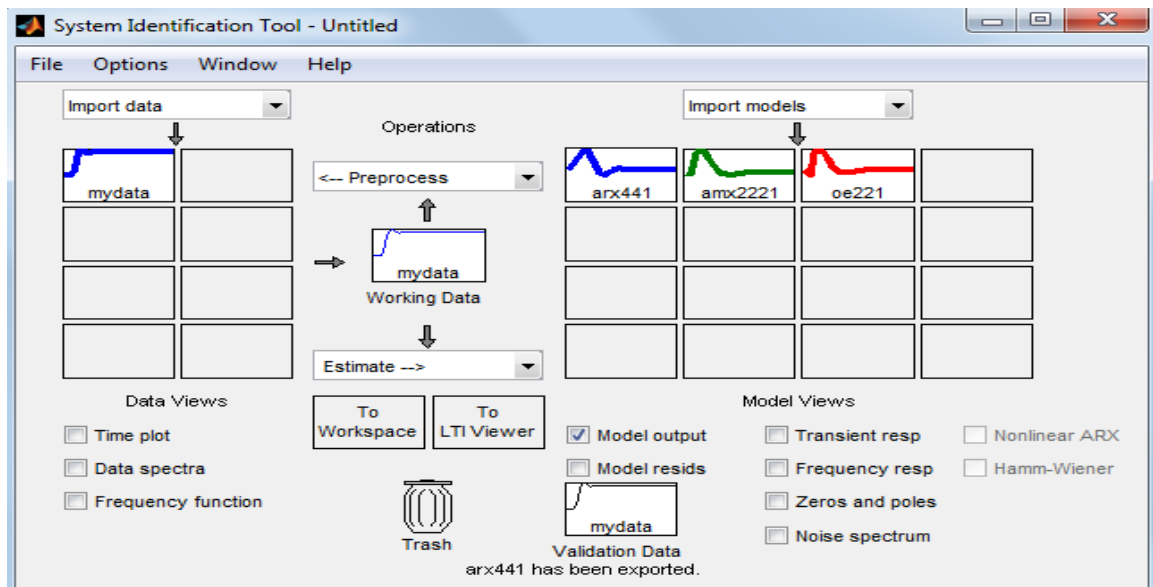 System Identification Tool - Untitled
File Options Window Help
Import data
Operations
Import models
mydata
<-- Preprocess
arx441
amx2221
oe221
mydata
Working Data
Estimate -->
Data Views
To Workspace
To LTI Viewer
Model Views
Time plot
Data spectra
Frequency function
Model output
Model resids
Transient resp
Frequency resp
Zeros and poles
Noise spectrum
Nonlinear ARX
Hamm-Wiener
Trash
mydata
Validation Data
arx441 has been exported.